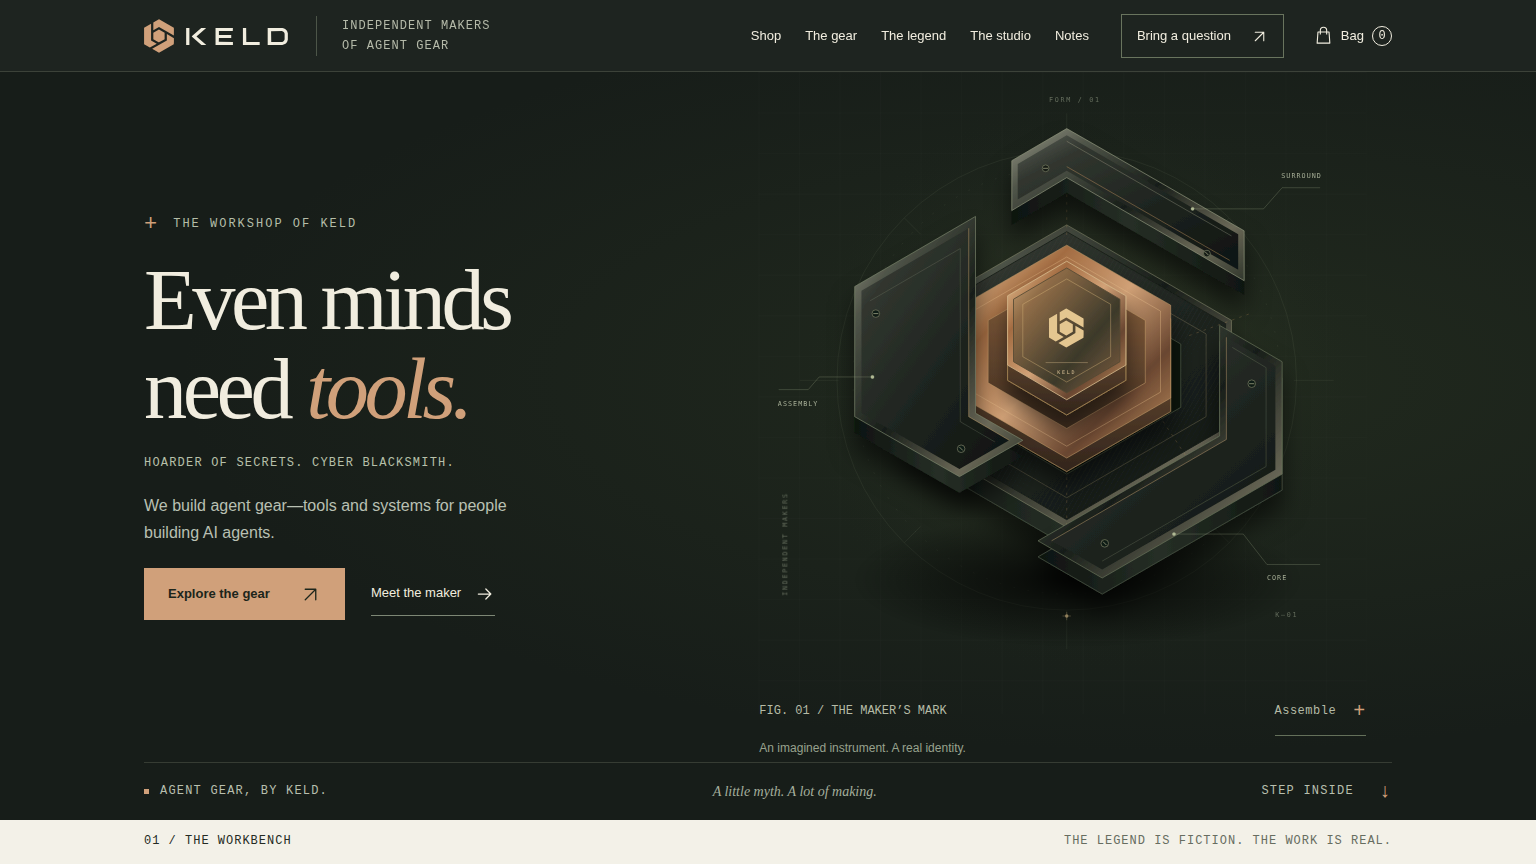 KELD
INDEPENDENT MAKERS
OF AGENT GEAR
Shop
The gear
The legend
The studio
Notes
Bring a question
Bag 0
FORM / 01
SURROUND
+ THE WORKSHOP OF KELD
Even minds
need tools.
KELD
ASSEMBLY
HOARDER OF SECRETS. CYBER BLACKSMITH.
We build agent gear—tools and systems for people
building AI agents.
INDEPENDENT MAKERS
CORE
K—01
Explore the gear
Meet the maker →
FIG. 01 / THE MAKER’S MARK
Assemble +
An imagined instrument. A real identity.
AGENT GEAR, BY KELD.
A little myth. A lot of making.
STEP INSIDE ↓
01 / THE WORKBENCH
THE LEGEND IS FICTION. THE WORK IS REAL.